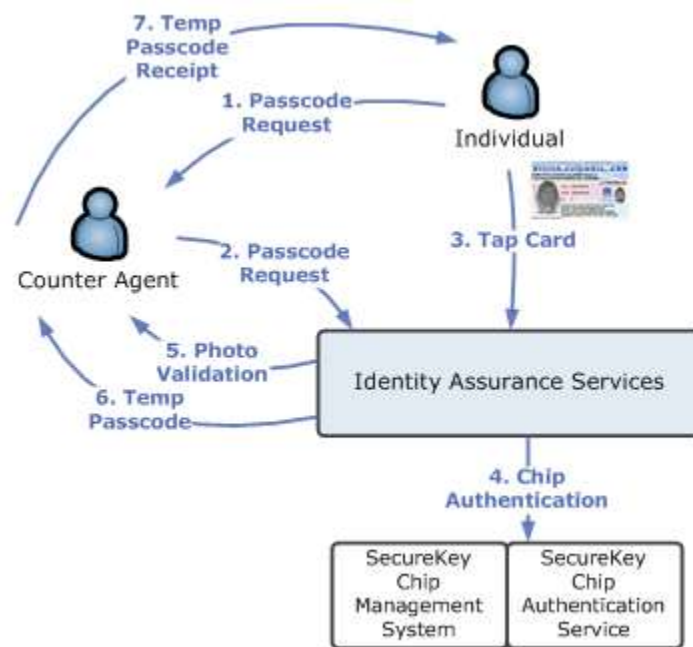 7. Temp
Passcode
Receipt
1. Passcode
Request
Individual
3. Tap Card
Counter Agent
2. Passcode
Request
5. Photo
Validation
6. Temp
Passcode
Identity Assurance Services
4. Chip
Authentication
SecureKey
Chip
Management
System
SecureKey
Chip
Authentication
Service